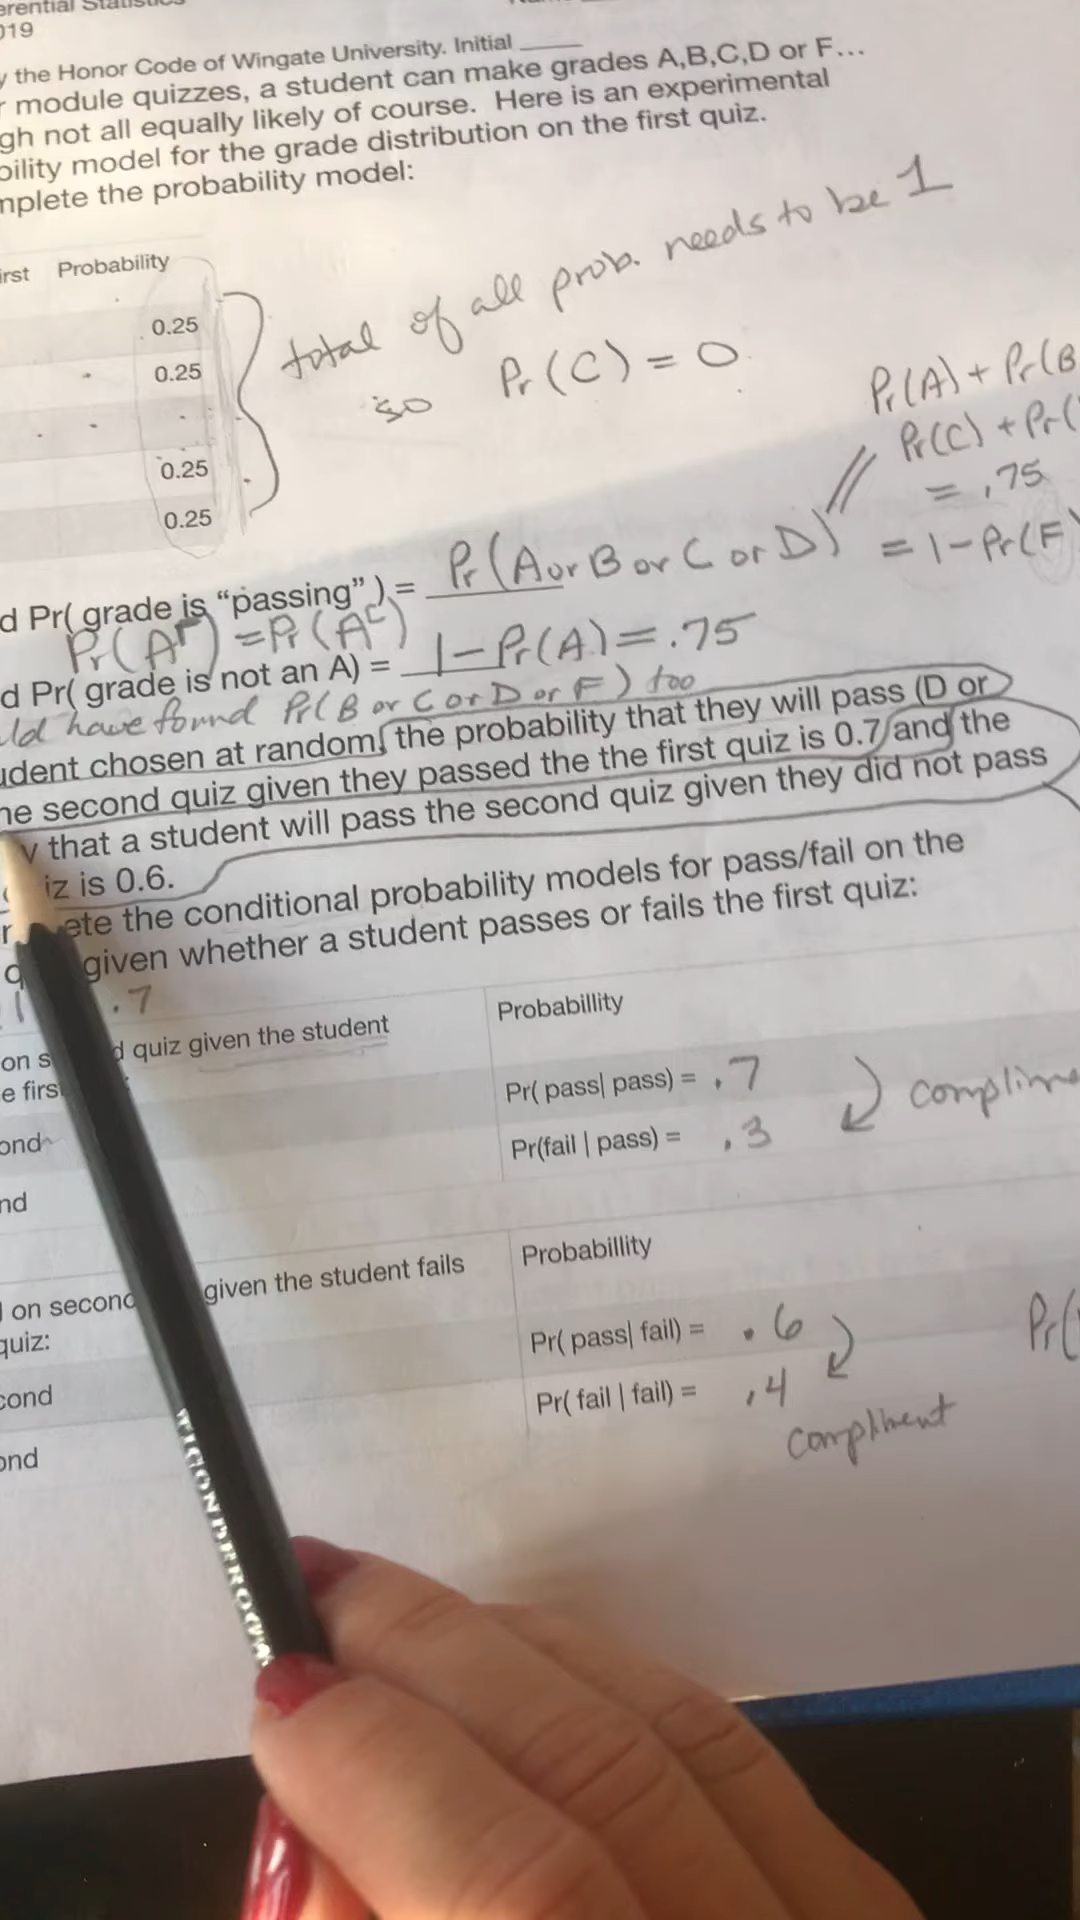 erential Statistics
019
the Honor Code of Wingate University. Initial
module quizzes, a student can make grades A,B,C,D or F...
gh not all equally likely of course. Here is an experimental
bility model for the grade distribution on the first quiz.
mplete the probability model:
total of all prob. needs to be 1
irst Probability
0.25
0.25
0.25
0.25
so Pr(C) = 0
Pr(A) + Pr(B
Pr(C) + Pr(
= .75
d Pr( grade is "passing" ) = Pr(A or B or C or D) = 1 - Pr(F)
= Pr(Aᶜ)
d Pr( grade is not an A) = 1 - Pr(A) = .75
uld have found Pr(B or C or D or F) too
udent chosen at random, the probability that they will pass (D or
he second quiz given they passed the the first quiz is 0.7 and the
y that a student will pass the second quiz given they did not pass
iz is 0.6.
ete the conditional probability models for pass/fail on the
given whether a student passes or fails the first quiz:
.7
on s d quiz given the student Probabillity
e first
Pr( pass| pass) = .7
complime
ond Pr(fail | pass) = .3
nd
on second given the student fails Probabillity
quiz:
Pr( pass| fail) = .6
Pr(
cond Pr( fail | fail) = .4
compliment
ond
TICONDEROGA